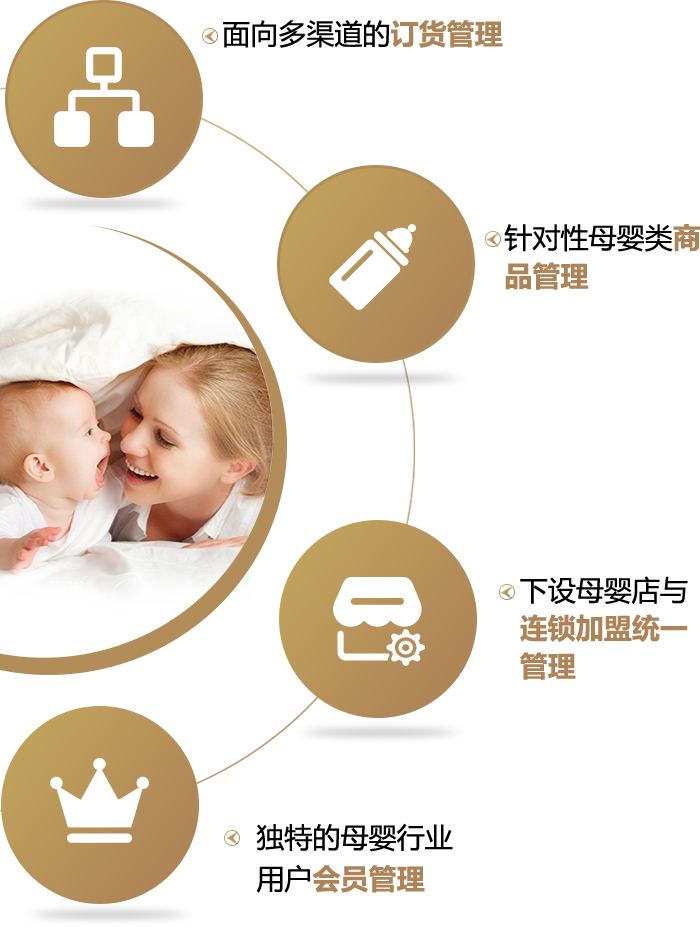 面向多渠道的订货管理
针对性母婴类商
品管理
下设母婴店与
连锁加盟统一
管理
独特的母婴行业
用户会员管理